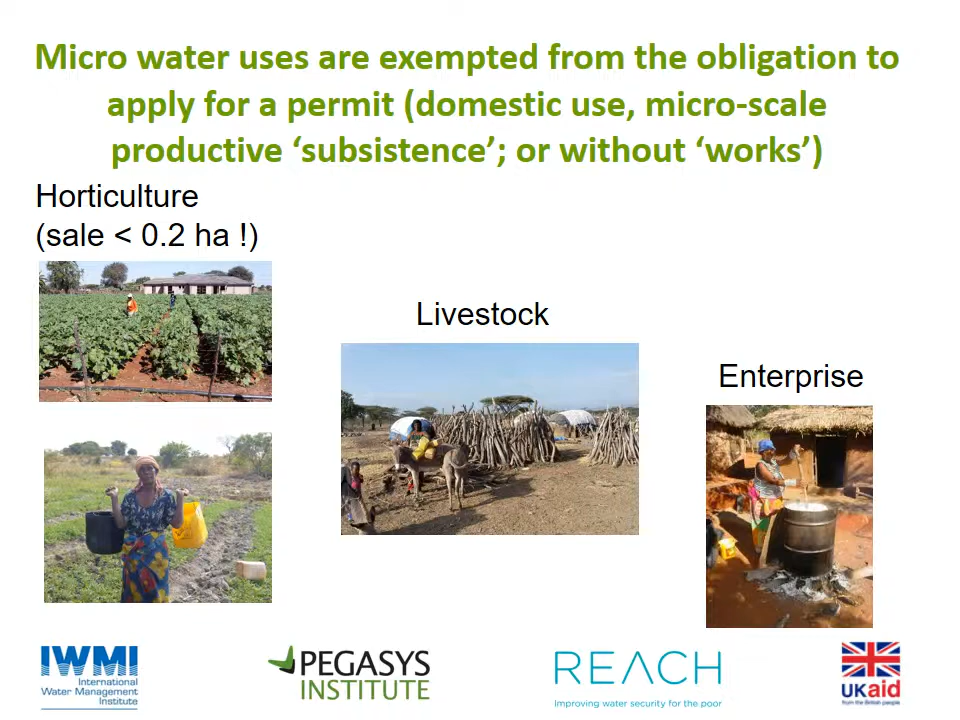 Micro water uses are exempted from the obligation to
apply for a permit (domestic use, micro-scale
productive ‘subsistence’; or without ‘works’)
Horticulture
(sale < 0.2 ha !)
Livestock
Enterprise
IWMI
International
Water Management
Institute
PEGASYS
INSTITUTE
REACH
Improving water security for the poor
UKaid
from the British people